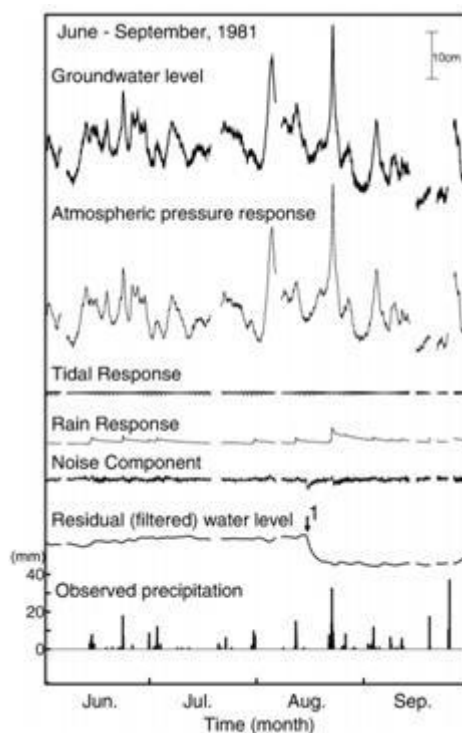 June - September, 1981
10cm
Groundwater level
Atmospheric pressure response
Tidal Response
Rain Response
Noise Component
Residual (filtered) water level
1
(mm)
40
Observed precipitation
20
0
Jun. Jul. Aug. Sep.
Time (month)